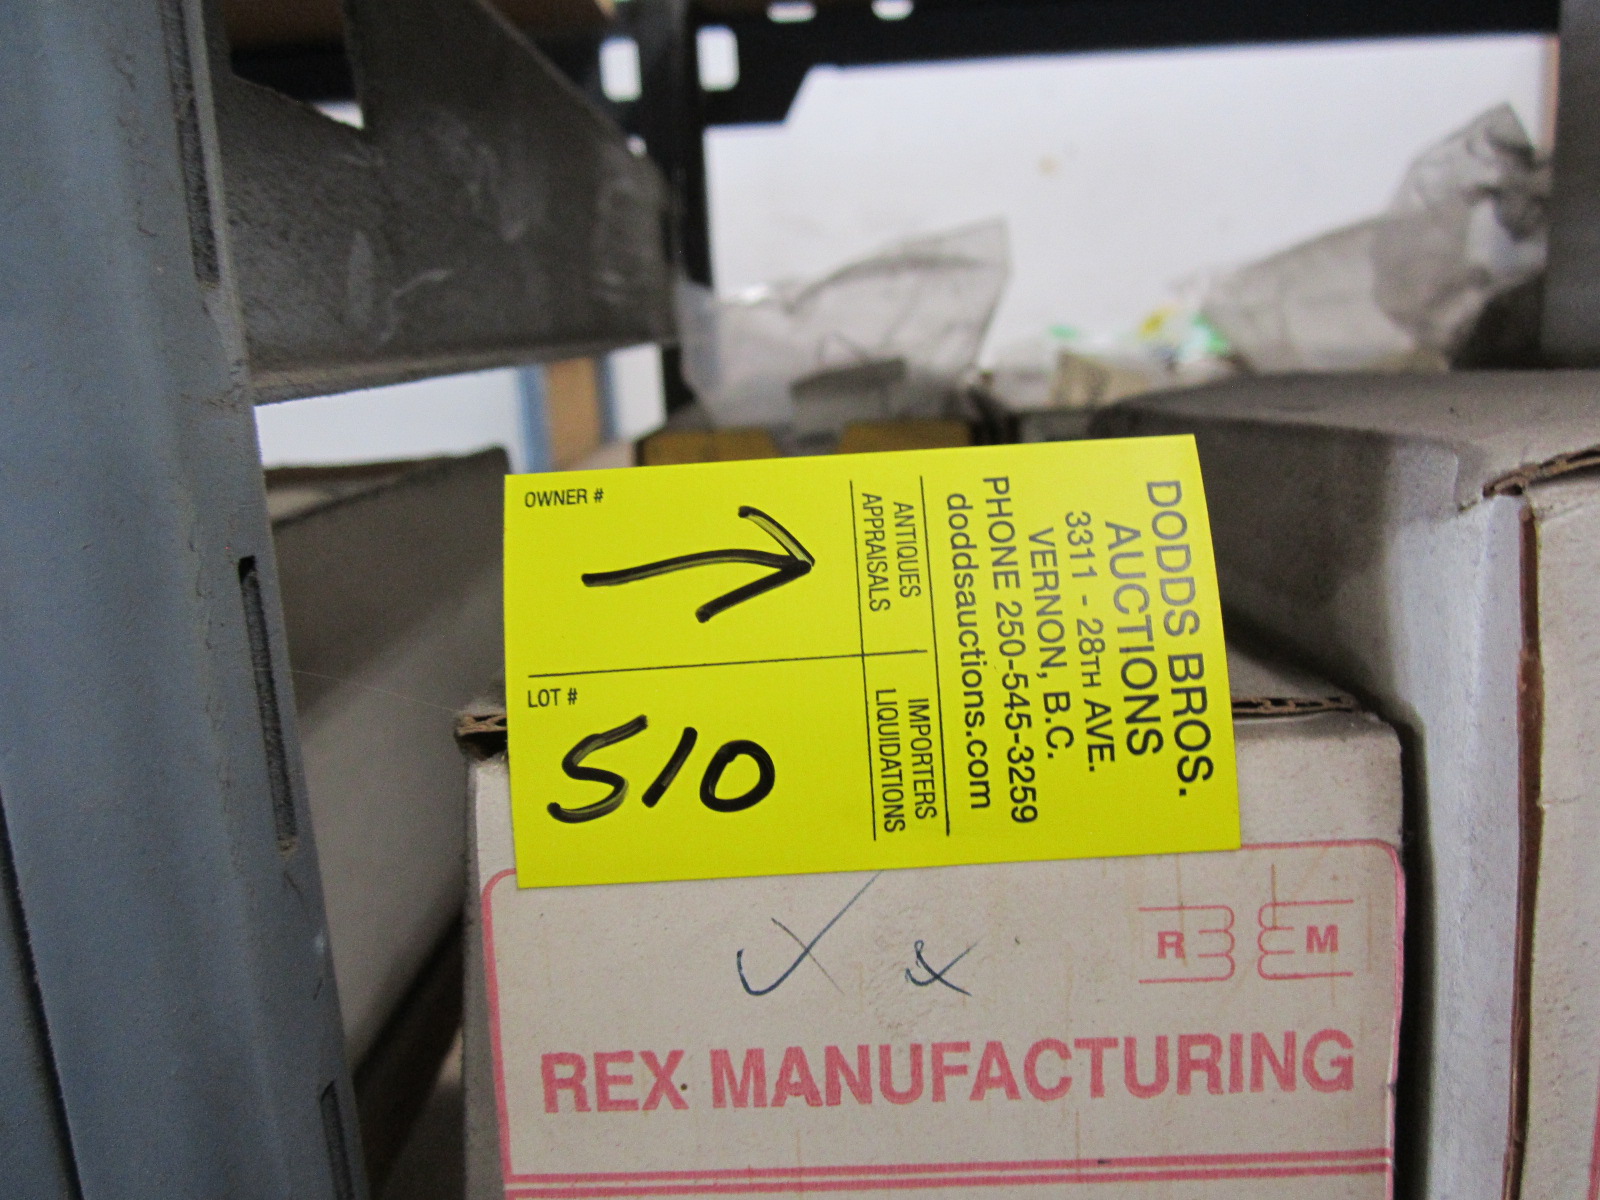 DODDS BROS.
AUCTIONS
3311 - 28TH AVE.
VERNON, B.C.
PHONE 250-545-3259
doddsauctions.com
ANTIQUES
APPRAISALS
IMPORTERS
LIQUIDATIONS
OWNER #
LOT #
510
R M
REX MANUFACTURING